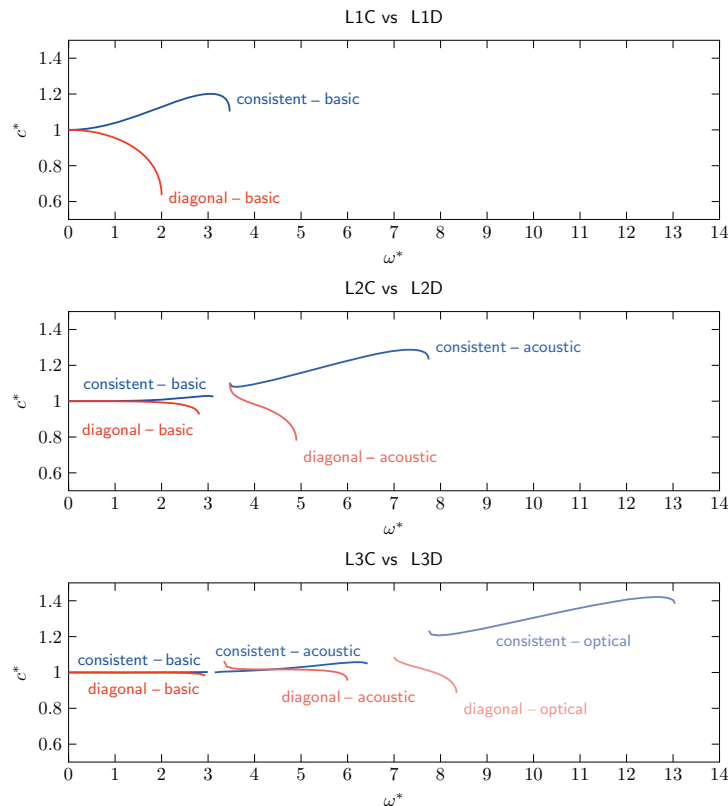 L1C vs L1D
1.4
1.2
1
0.8
0.6
c*
consistent – basic
diagonal – basic
0 1 2 3 4 5 6 7 8 9 10 11 12 13 14
ω*
L2C vs L2D
1.4
1.2
1
0.8
0.6
c*
consistent – acoustic
consistent – basic
diagonal – basic
diagonal – acoustic
0 1 2 3 4 5 6 7 8 9 10 11 12 13 14
ω*
L3C vs L3D
1.4
1.2
1
0.8
0.6
c*
consistent – optical
consistent – basic consistent – acoustic
diagonal – basic diagonal – acoustic
diagonal – optical
0 1 2 3 4 5 6 7 8 9 10 11 12 13 14
ω*